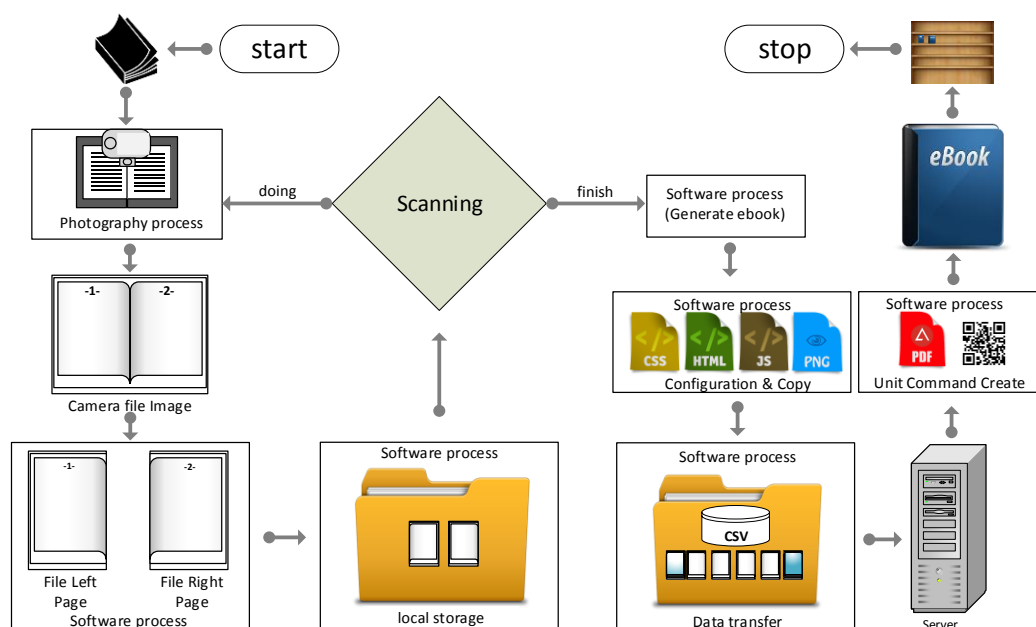 start
stop
Photography process
doing
Scanning
finish
Software process
(Generate ebook)
eBook
-1-
-2-
Camera file Image
Software process
CSS
HTML
JS
PNG
Configuration & Copy
Software process
PDF
Unit Command Create
-1-
-2-
File Left
Page
File Right
Page
Software process
Software process
local storage
Software process
CSV
Data transfer
Server